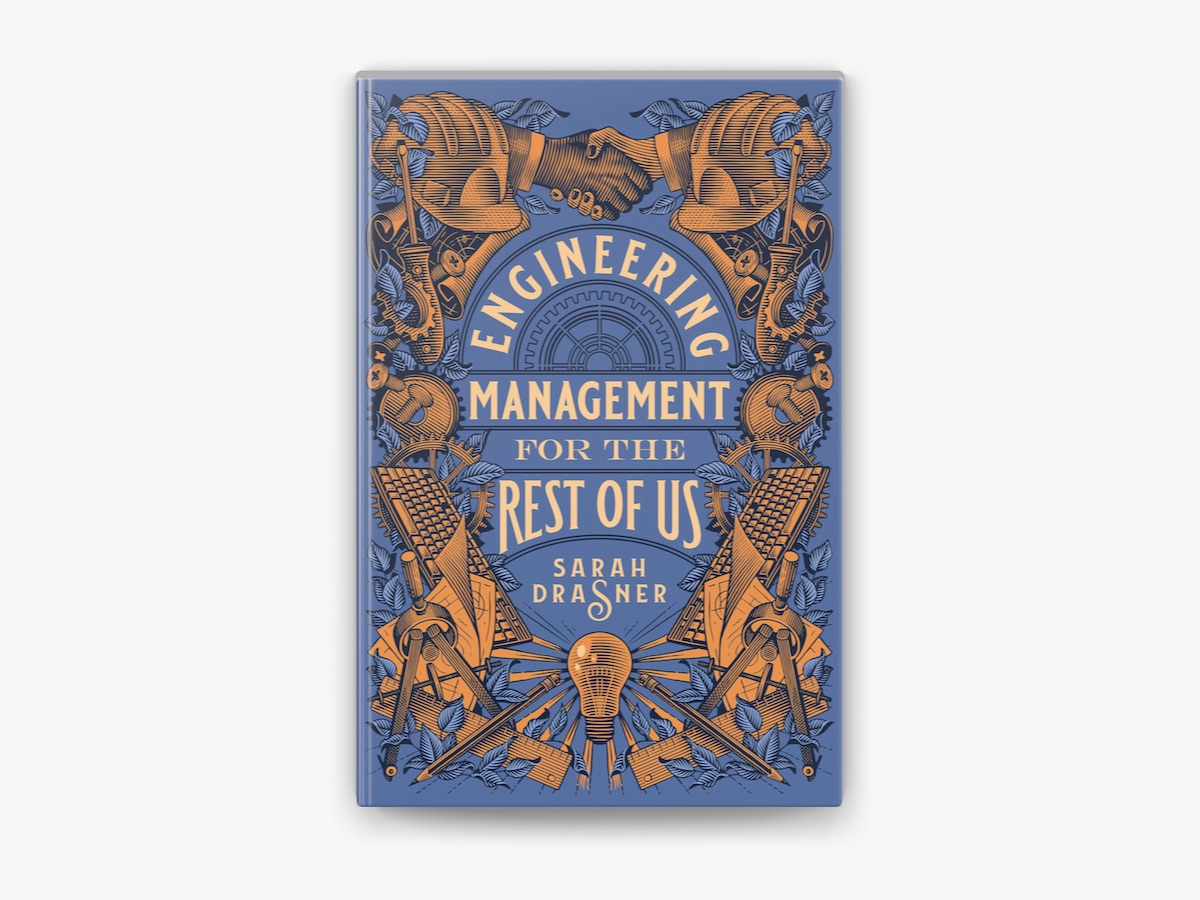 ENGINEERING
MANAGEMENT
FOR THE
REST OF US
SARAH
DRASNER